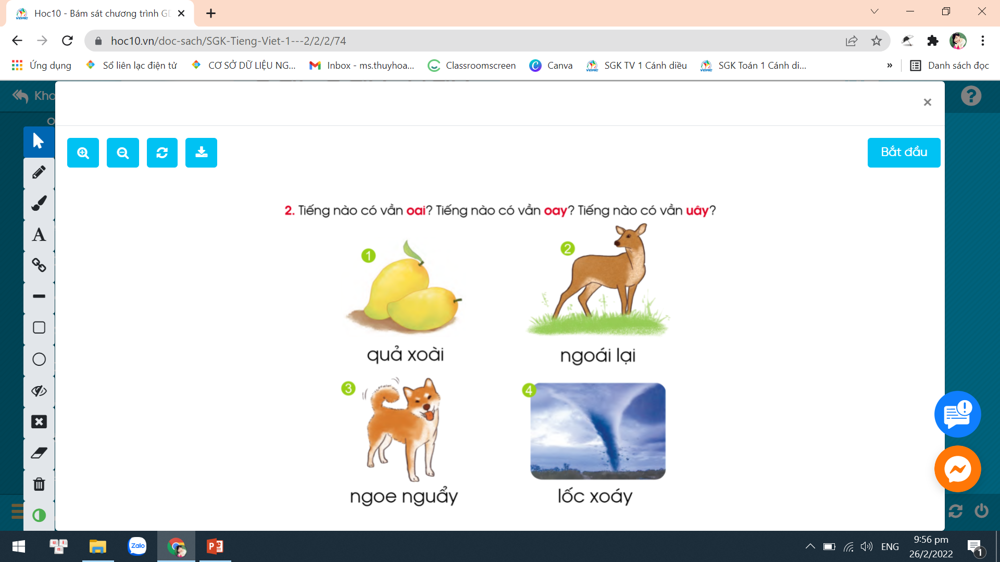 Hoc10 - Bám sát chương trình GD
hoc10.vn/doc-sach/SGK-Tieng-Viet-1---2/2/2/74
Ứng dụng
Sổ liên lạc điện tử
CƠ SỞ DỮ LIỆU NG...
Inbox - ms.thuyhoa...
Classroomscreen
Canva
SGK TV 1 Cánh diều
SGK Toán 1 Cánh di...
»
Danh sách đọc
Kho
Bắt đầu
2. Tiếng nào có vần oai? Tiếng nào có vần oay? Tiếng nào có vần uây?
1
2
quả xoài
ngoái lại
3
4
ngoe nguẩy
lốc xoáy
Zalo
ENG
9:56 pm
26/2/2022
1